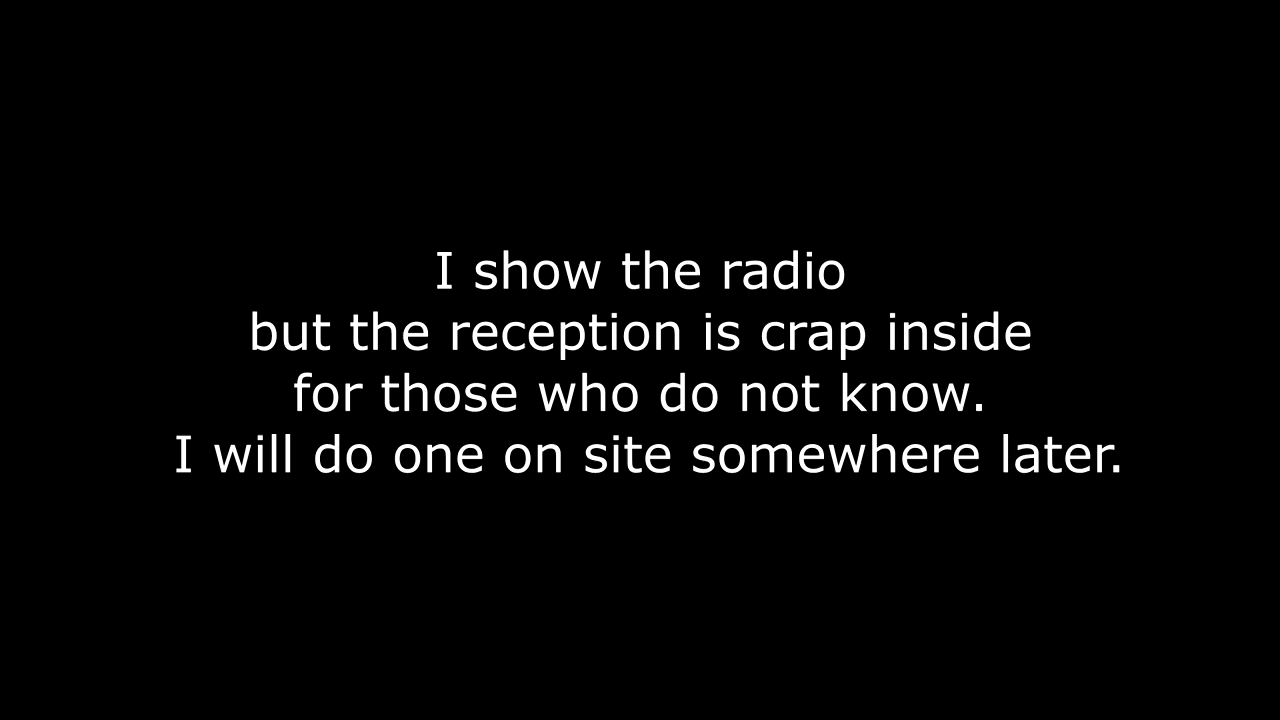 I show the radio
but the reception is crap inside
for those who do not know.
I will do one on site somewhere later.